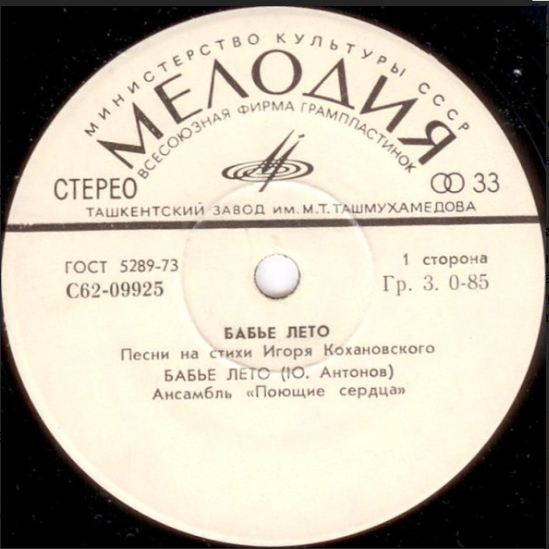 МИНИСТЕРСТВО КУЛЬТУРЫ СССР
МЕЛОДИЯ
ВСЕСОЮЗНАЯ ФИРМА ГРАМПЛАСТИНОК
СТЕРЕО
33
ТАШКЕНТСКИЙ ЗАВОД ИМ. М.Т. ТАШМУХАМЕДОВА
ГОСТ 5289-73
1 сторона
С62-09925
Гр. 3. 0-85
БАБЬЕ ЛЕТО
Песни на стихи Игоря Кохановского
БАБЬЕ ЛЕТО (Ю. Антонов)
Ансамбль «Поющие сердца»